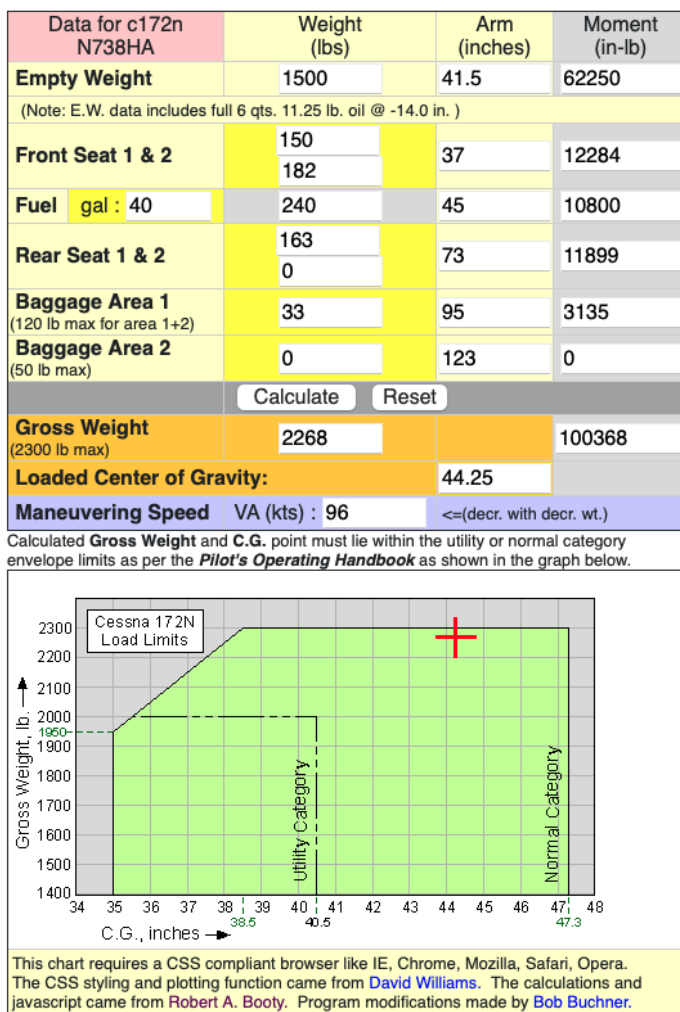 Data for c172n
N738HA
Weight
(lbs)
Arm
(inches)
Moment
(in-lb)
Empty Weight 1500 41.5 62250
(Note: E.W. data includes full 6 qts. 11.25 lb. oil @ -14.0 in. )
Front Seat 1 & 2 150 182 37 12284
Fuel gal : 40 240 45 10800
Rear Seat 1 & 2 163 0 73 11899
Baggage Area 1 33 95 3135
(120 lb max for area 1+2)
Baggage Area 2 0 123 0
(50 lb max)
Calculate Reset
Gross Weight 2268 100368
(2300 lb max)
Loaded Center of Gravity: 44.25
Maneuvering Speed VA (kts) : 96 <=(decr. with decr. wt.)
Calculated Gross Weight and C.G. point must lie within the utility or normal category
envelope limits as per the Pilot's Operating Handbook as shown in the graph below.
Cessna 172N
Load Limits
2300
2200
2100
2000
1950
1900
1800
1700
1600
1500
1400
Gross Weight, lb.
Utility Category
Normal Category
34 35 36 37 38 39 40 41 42 43 44 45 46 47 48
38.5 40.5 47.3
C.G., inches
This chart requires a CSS compliant browser like IE, Chrome, Mozilla, Safari, Opera.
The CSS styling and plotting function came from David Williams. The calculations and
javascript came from Robert A. Booty. Program modifications made by Bob Buchner.